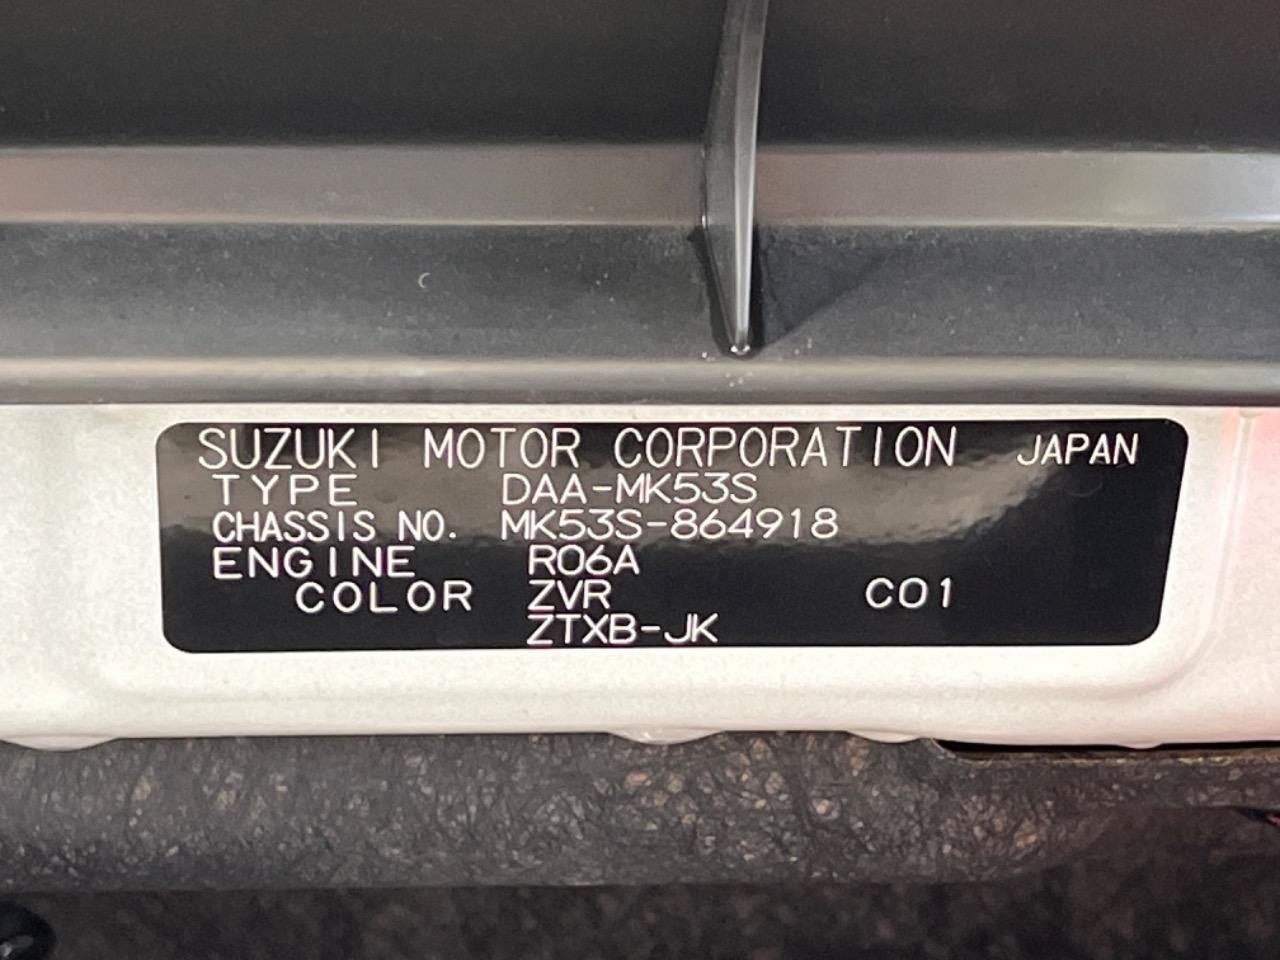 SUZUKI MOTOR CORPORATION JAPAN
TYPE DAA-MK53S
CHASSIS NO. MK53S-864918
ENGINE R06A
COLOR ZVR C01
ZTXB-JK